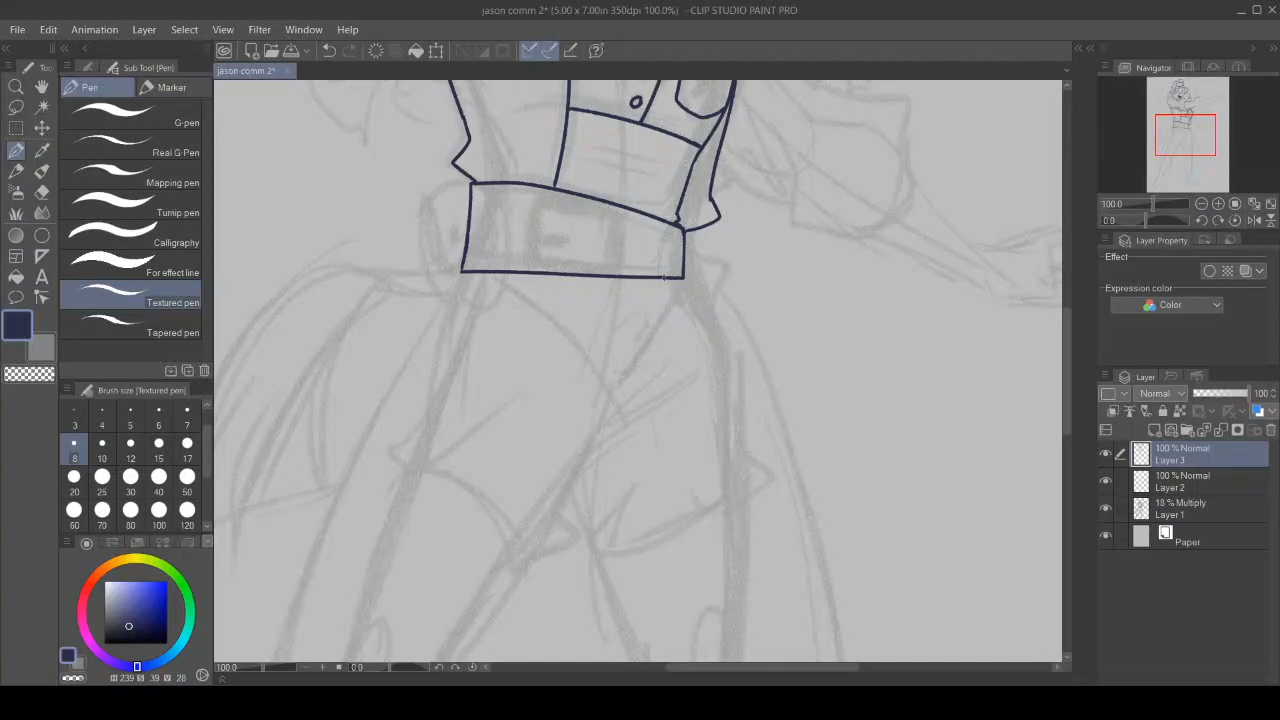 jason comm 2* (5.00 x 7.00in 350dpi 100.0%) - CLIP STUDIO PAINT PRO
File Edit Animation Layer Select View Filter Window Help
jason comm 2*
Sub Tool [Pen]
Pen
Marker
G-pen
Real G-Pen
Mapping pen
Turnip pen
Calligraphy
For effect line
Textured pen
Tapered pen
Brush size [Textured pen]
3 4 5 6 7
8 10 12 15 17
20 25 30 40 50
60 70 80 100 120
H 239 S 39 V 28
100.0
0.0
Navigator
100.0
0.0
Layer Property
Effect
Expression color
Color
Layer
Normal
100
100 % Normal
Layer 3
100 % Normal
Layer 2
18 % Multiply
Layer 1
Paper